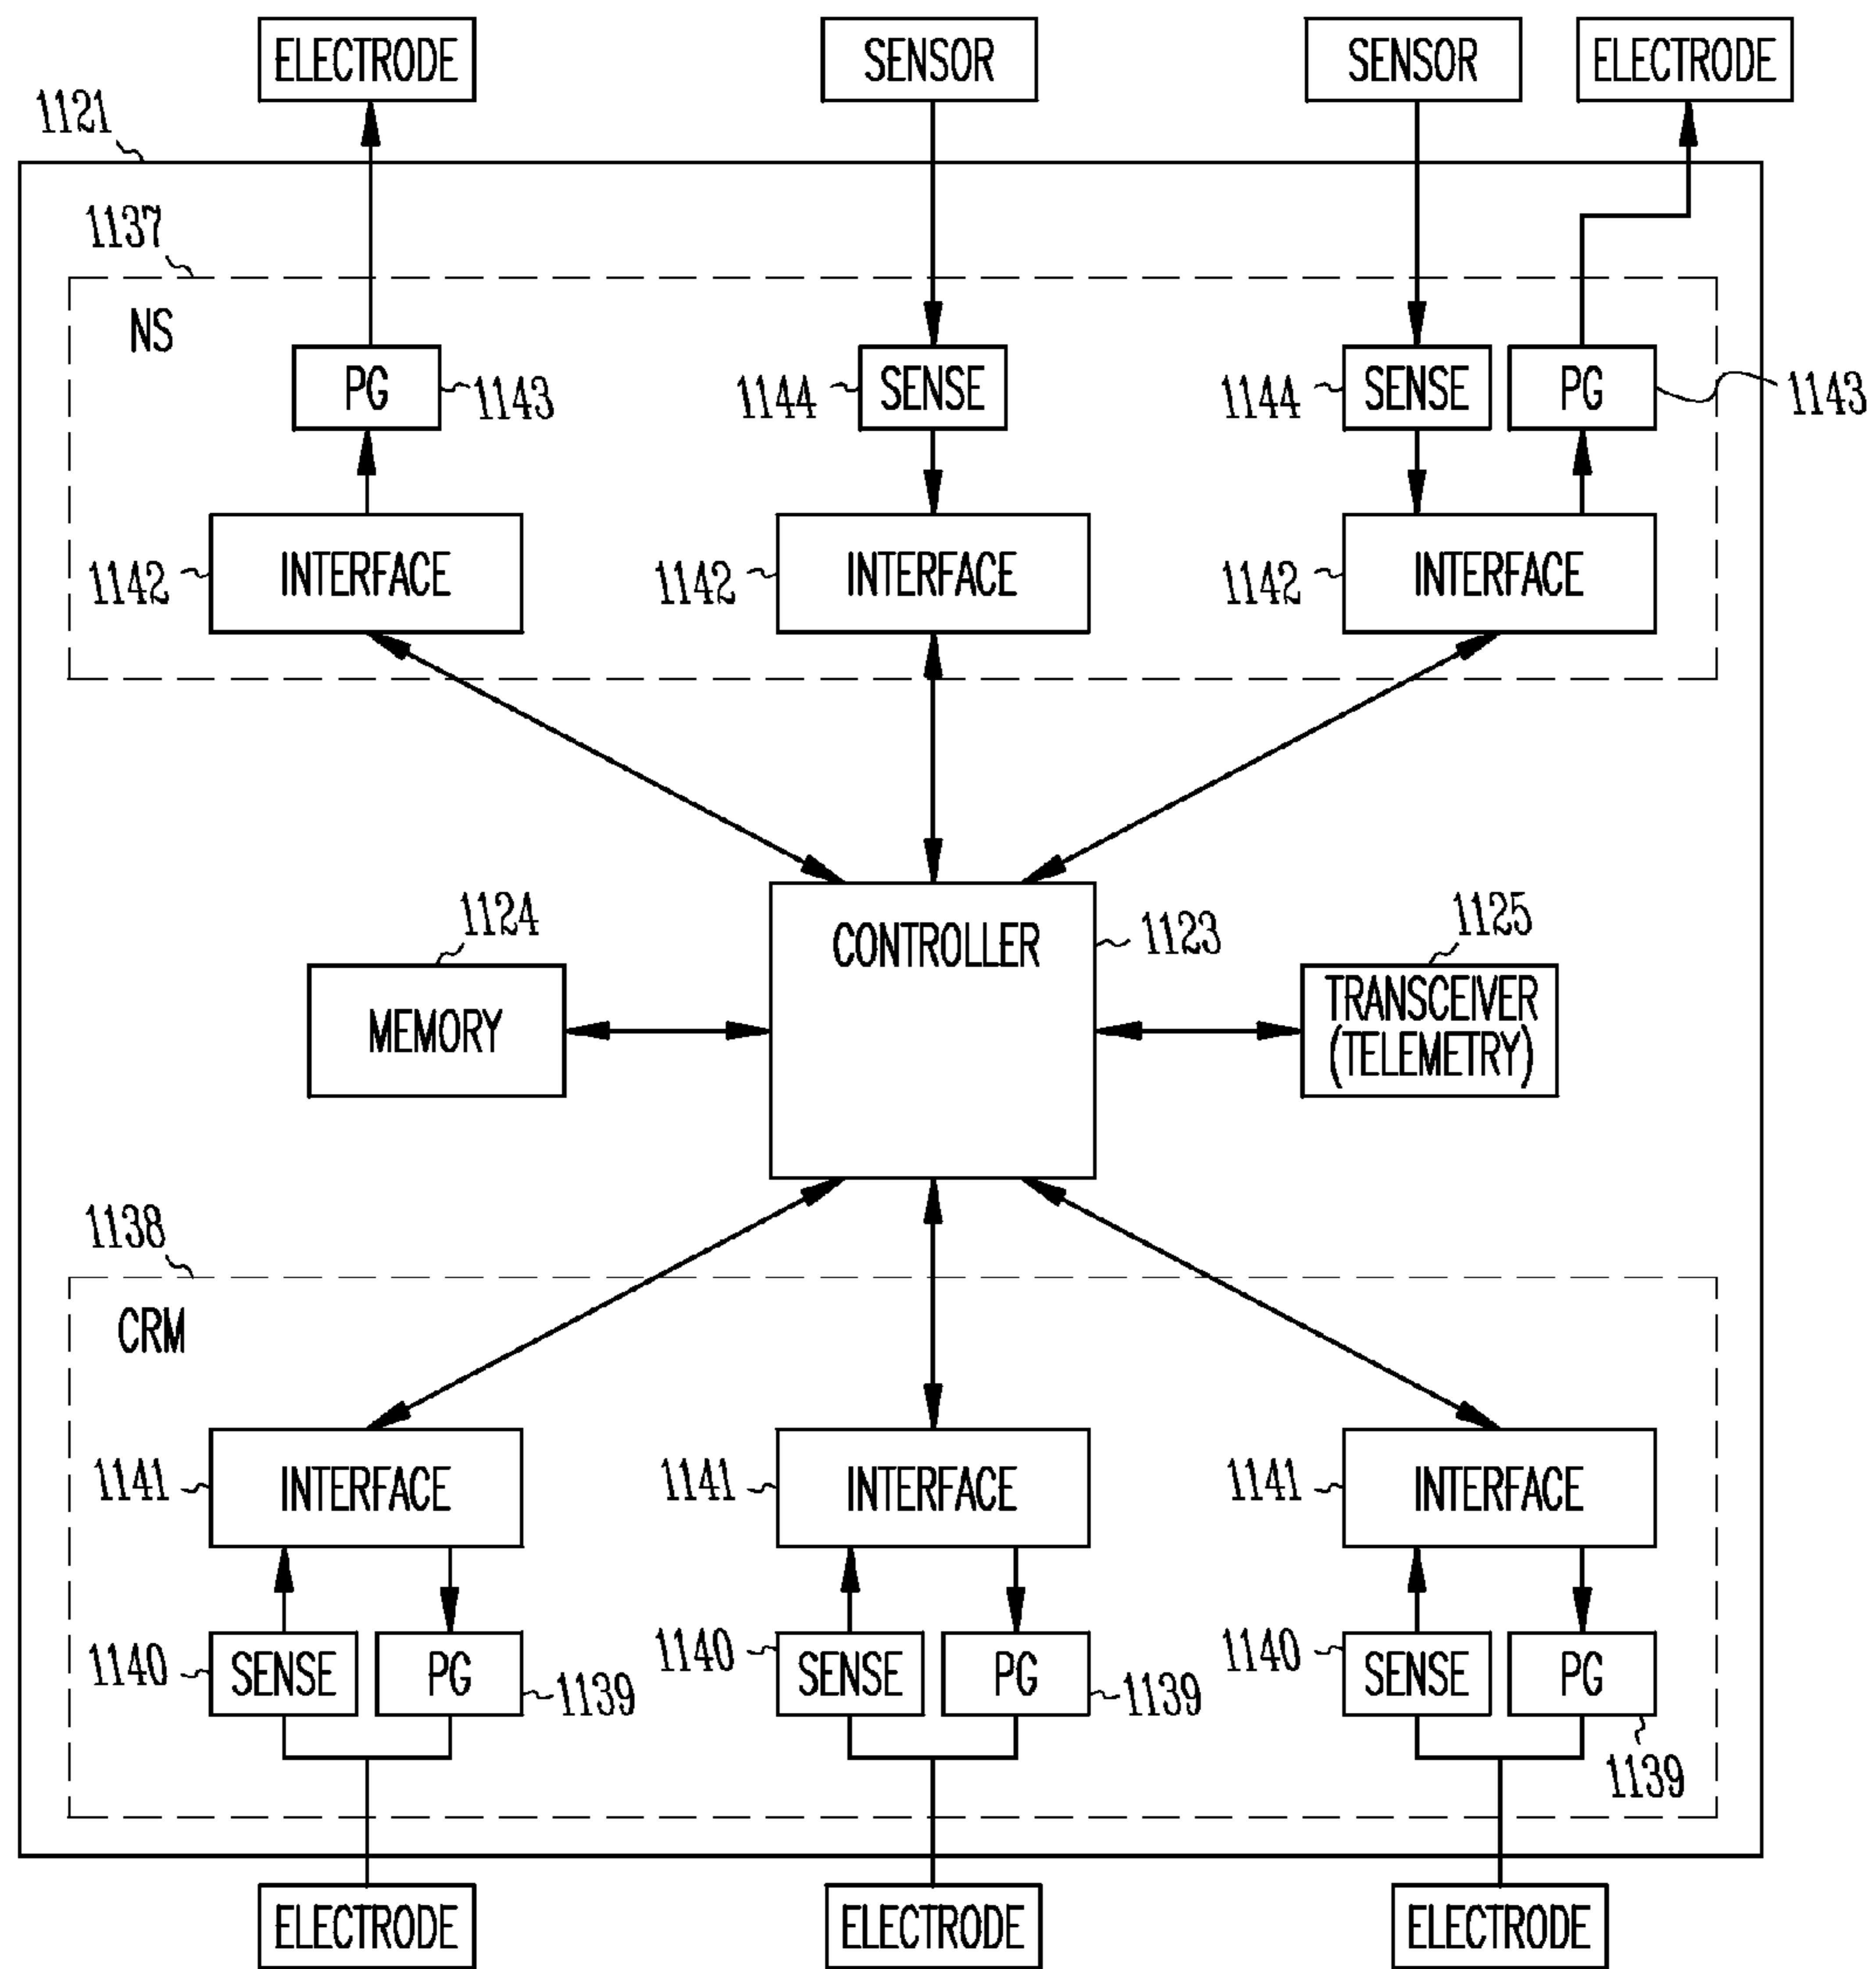 ELECTRODE
SENSOR
SENSOR
ELECTRODE
1121
1137
NS
PG
1143
1144
SENSE
1144
SENSE
PG
1143
1142
INTERFACE
1142
INTERFACE
1142
INTERFACE
1124
MEMORY
CONTROLLER
1123
1125
TRANSCEIVER
(TELEMETRY)
1138
CRM
1141
INTERFACE
1141
INTERFACE
1141
INTERFACE
1140
SENSE
PG
1139
1140
SENSE
PG
1139
1140
SENSE
PG
1139
ELECTRODE
ELECTRODE
ELECTRODE